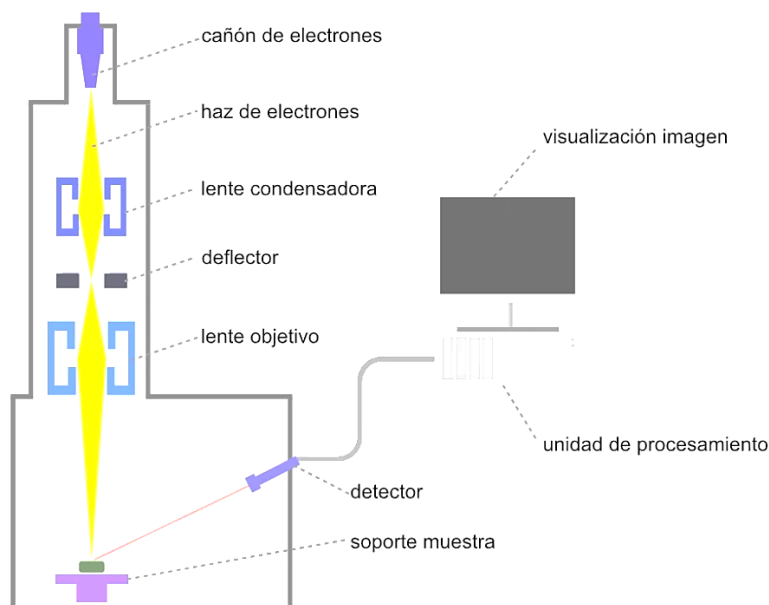 cañón de electrones
haz de electrones
visualización imagen
lente condensadora
deflector
lente objetivo
unidad de procesamiento
detector
soporte muestra